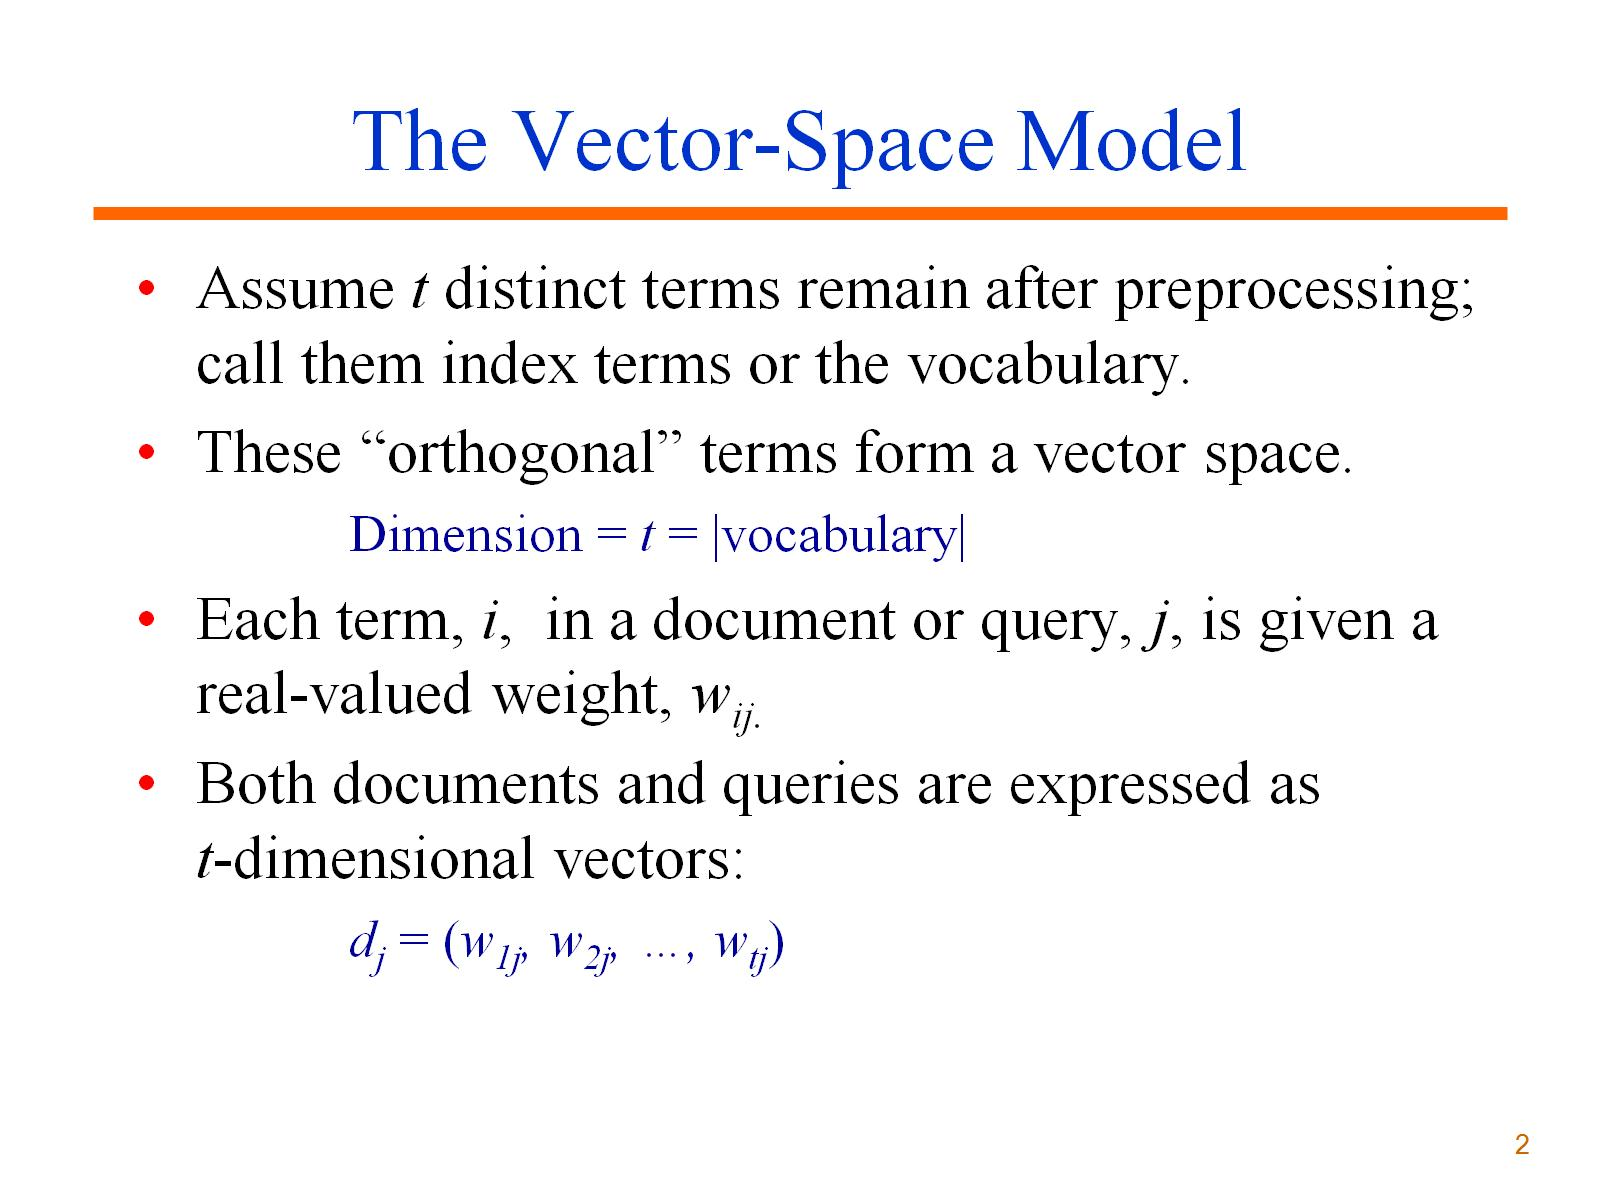 The Vector-Space Model
• Assume t distinct terms remain after preprocessing;
call them index terms or the vocabulary.
• These “orthogonal” terms form a vector space.
Dimension = t = |vocabulary|
• Each term, i,  in a document or query, j, is given a
real-valued weight, wij.
• Both documents and queries are expressed as
t-dimensional vectors:
dj = (w1j, w2j, …, wtj)
2